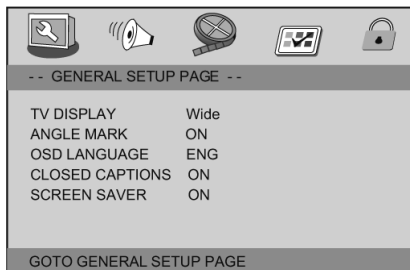 -- GENERAL SETUP PAGE --
TV DISPLAY Wide
ANGLE MARK ON
OSD LANGUAGE ENG
CLOSED CAPTIONS ON
SCREEN SAVER ON
GOTO GENERAL SETUP PAGE